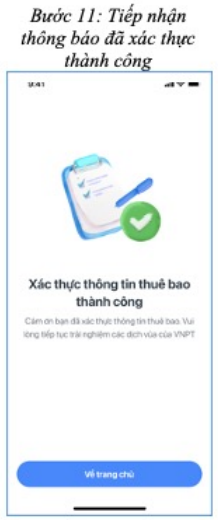 Bước 11: Tiếp nhận
thông báo đã xác thực
thành công
9:41
Xác thực thông tin thuê bao
thành công
Cảm ơn bạn đã xác thực thông tin thuê bao. Vui
lòng tiếp tục trải nghiệm các dịch vùa của VNPT
Về trang chủ